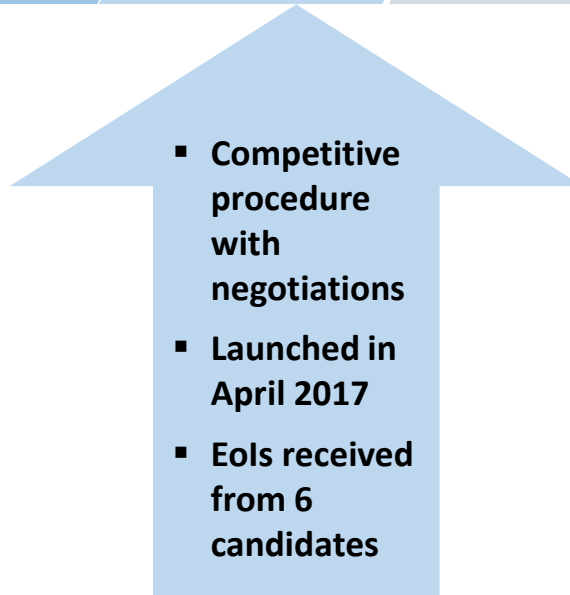 ▪ Competitive
procedure
with
negotiations
▪ Launched in
April 2017
▪ EoIs received
from 6
candidates